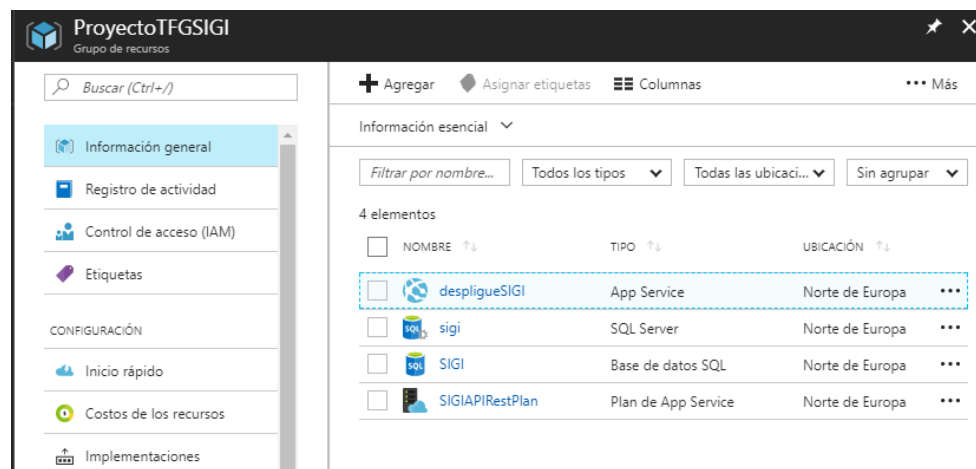 ProyectoTFGSIGI
Grupo de recursos
Buscar (Ctrl+/)
Información general
Registro de actividad
Control de acceso (IAM)
Etiquetas
CONFIGURACIÓN
Inicio rápido
Costos de los recursos
Implementaciones
Agregar Asignar etiquetas Columnas Más
Información esencial
Filtrar por nombre... Todos los tipos Todas las ubicaci... Sin agrupar
4 elementos
NOMBRE TIPO UBICACIÓN
despligueSIGI App Service Norte de Europa
sigi SQL Server Norte de Europa
SIGI Base de datos SQL Norte de Europa
SIGIAPIRestPlan Plan de App Service Norte de Europa